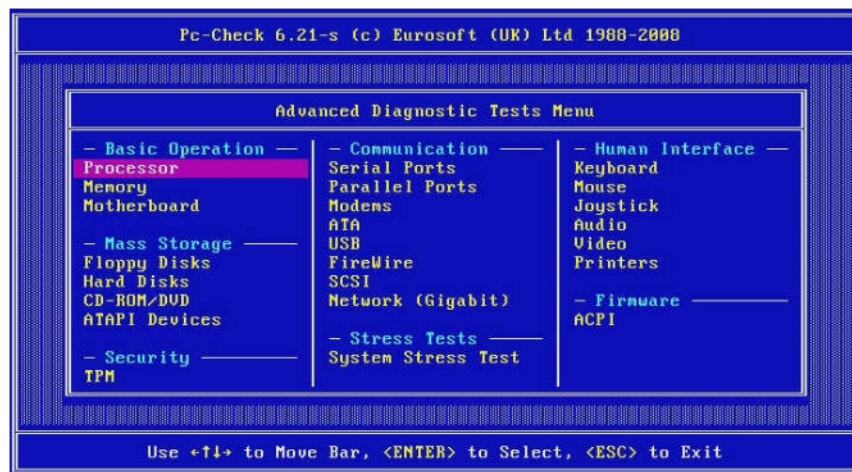 Pc-Check 6.21-s (c) Eurosoft (UK) Ltd 1988-2008
Advanced Diagnostic Tests Menu
— Basic Operation —
Processor
Memory
Motherboard
— Mass Storage —
Floppy Disks
Hard Disks
CD-ROM/DVD
ATAPI Devices
— Security —
TPM
— Communication —
Serial Ports
Parallel Ports
Modems
ATA
USB
FireWire
SCSI
Network (Gigabit)
— Stress Tests —
System Stress Test
— Human Interface —
Keyboard
Mouse
Joystick
Audio
Video
Printers
— Firmware —
ACPI
Use ←↑↓→ to Move Bar, <ENTER> to Select, <ESC> to Exit